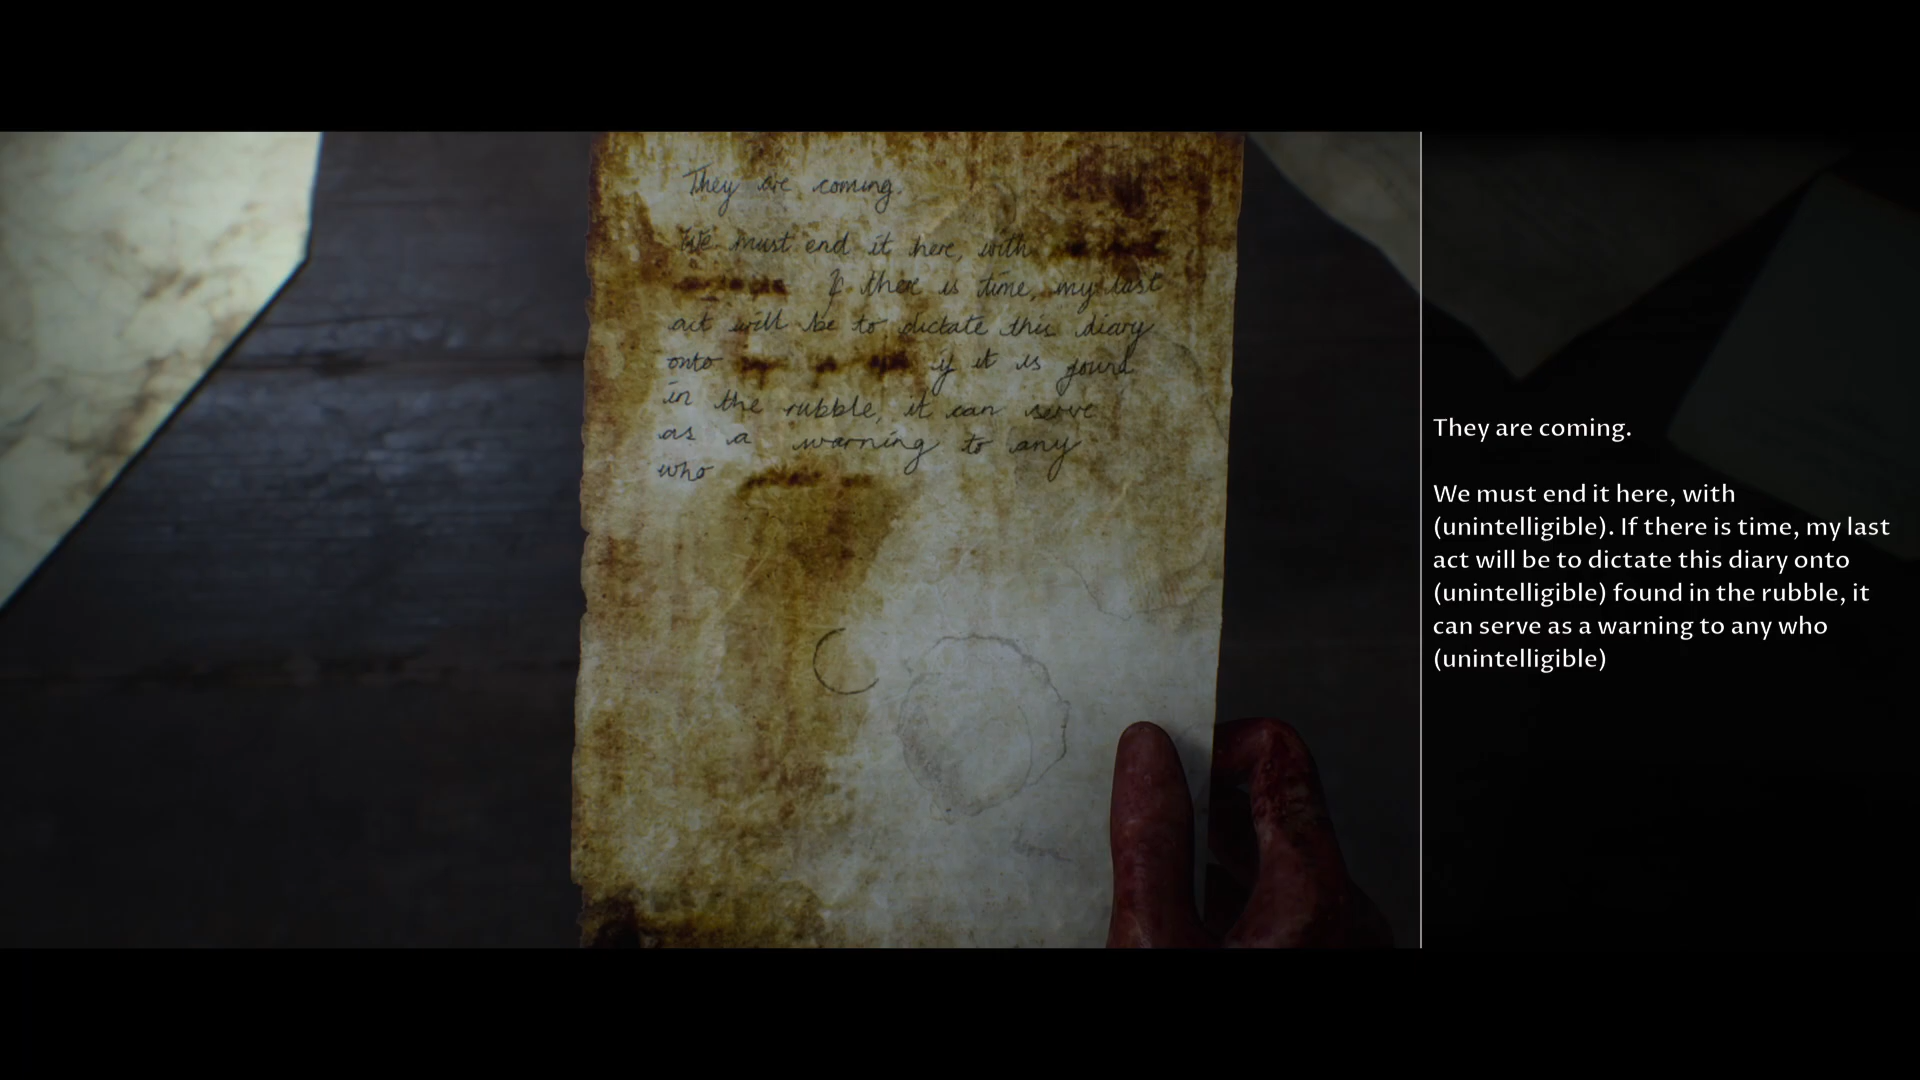 They are coming.
We must end it here, with
If there is time, my last
act will be to dictate this diary
onto
if it is found
in the rubble, it can serve
as a warning to any
who
They are coming.
We must end it here, with
(unintelligible). If there is time, my last
act will be to dictate this diary onto
(unintelligible) found in the rubble, it
can serve as a warning to any who
(unintelligible)